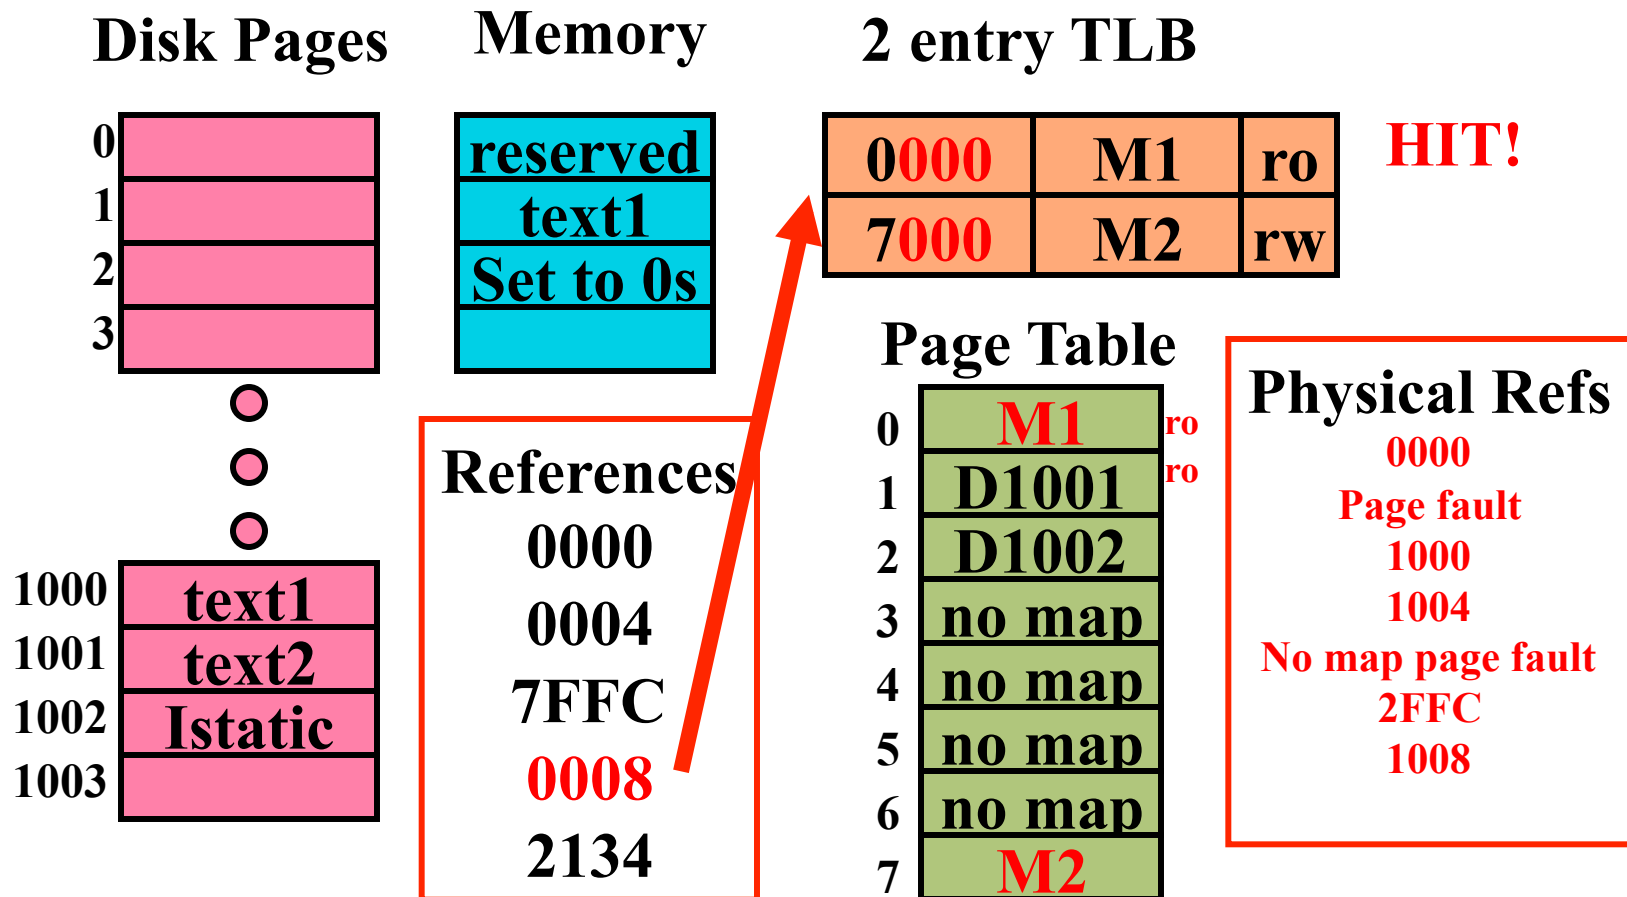 Disk Pages
0
1
2
3
1000 text1
1001 text2
1002 Istatic
1003
Memory
reserved
text1
Set to 0s
References
0000
0004
7FFC
0008
2134
2 entry TLB
0000 M1 ro
7000 M2 rw
HIT!
Page Table
0 M1 ro
1 D1001 ro
2 D1002
3 no map
4 no map
5 no map
6 no map
7 M2
Physical Refs
0000
Page fault
1000
1004
No map page fault
2FFC
1008